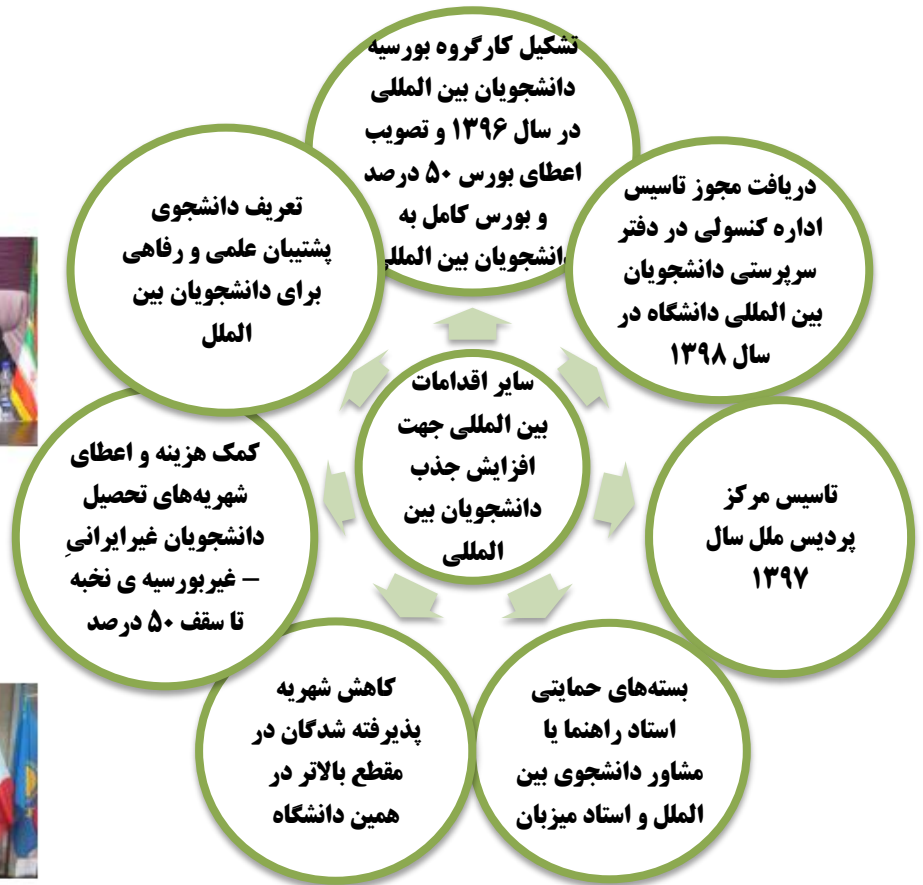 تشکیل کارگروه بورسیه
دانشجویان بین المللی
در سال ۱۳۹۶ و تصویب
اعطای بورس ۵۰ درصد
و بورس کامل به
دانشجویان بین المللی
دریافت مجوز تاسیس
اداره کنسولی در دفتر
سرپرستی دانشجویان
بین المللی دانشگاه در
سال ۱۳۹۸
تاسیس مرکز
پردیس ملل سال
۱۳۹۷
بسته‌های حمایتی
استاد راهنما یا
مشاور دانشجوی بین
الملل و استاد میزبان
کاهش شهریه
پذیرفته شدگان در
مقطع بالاتر در
همین دانشگاه
کمک هزینه و اعطای
شهریه‌های تحصیل
دانشجویان غیرایرانیِ
– غیربورسیه ی نخبه
تا سقف ۵۰ درصد
تعریف دانشجوی
پشتیبان علمی و رفاهی
برای دانشجویان بین
الملل
سایر اقدامات
بین المللی جهت
افزایش جذب
دانشجویان بین
المللی